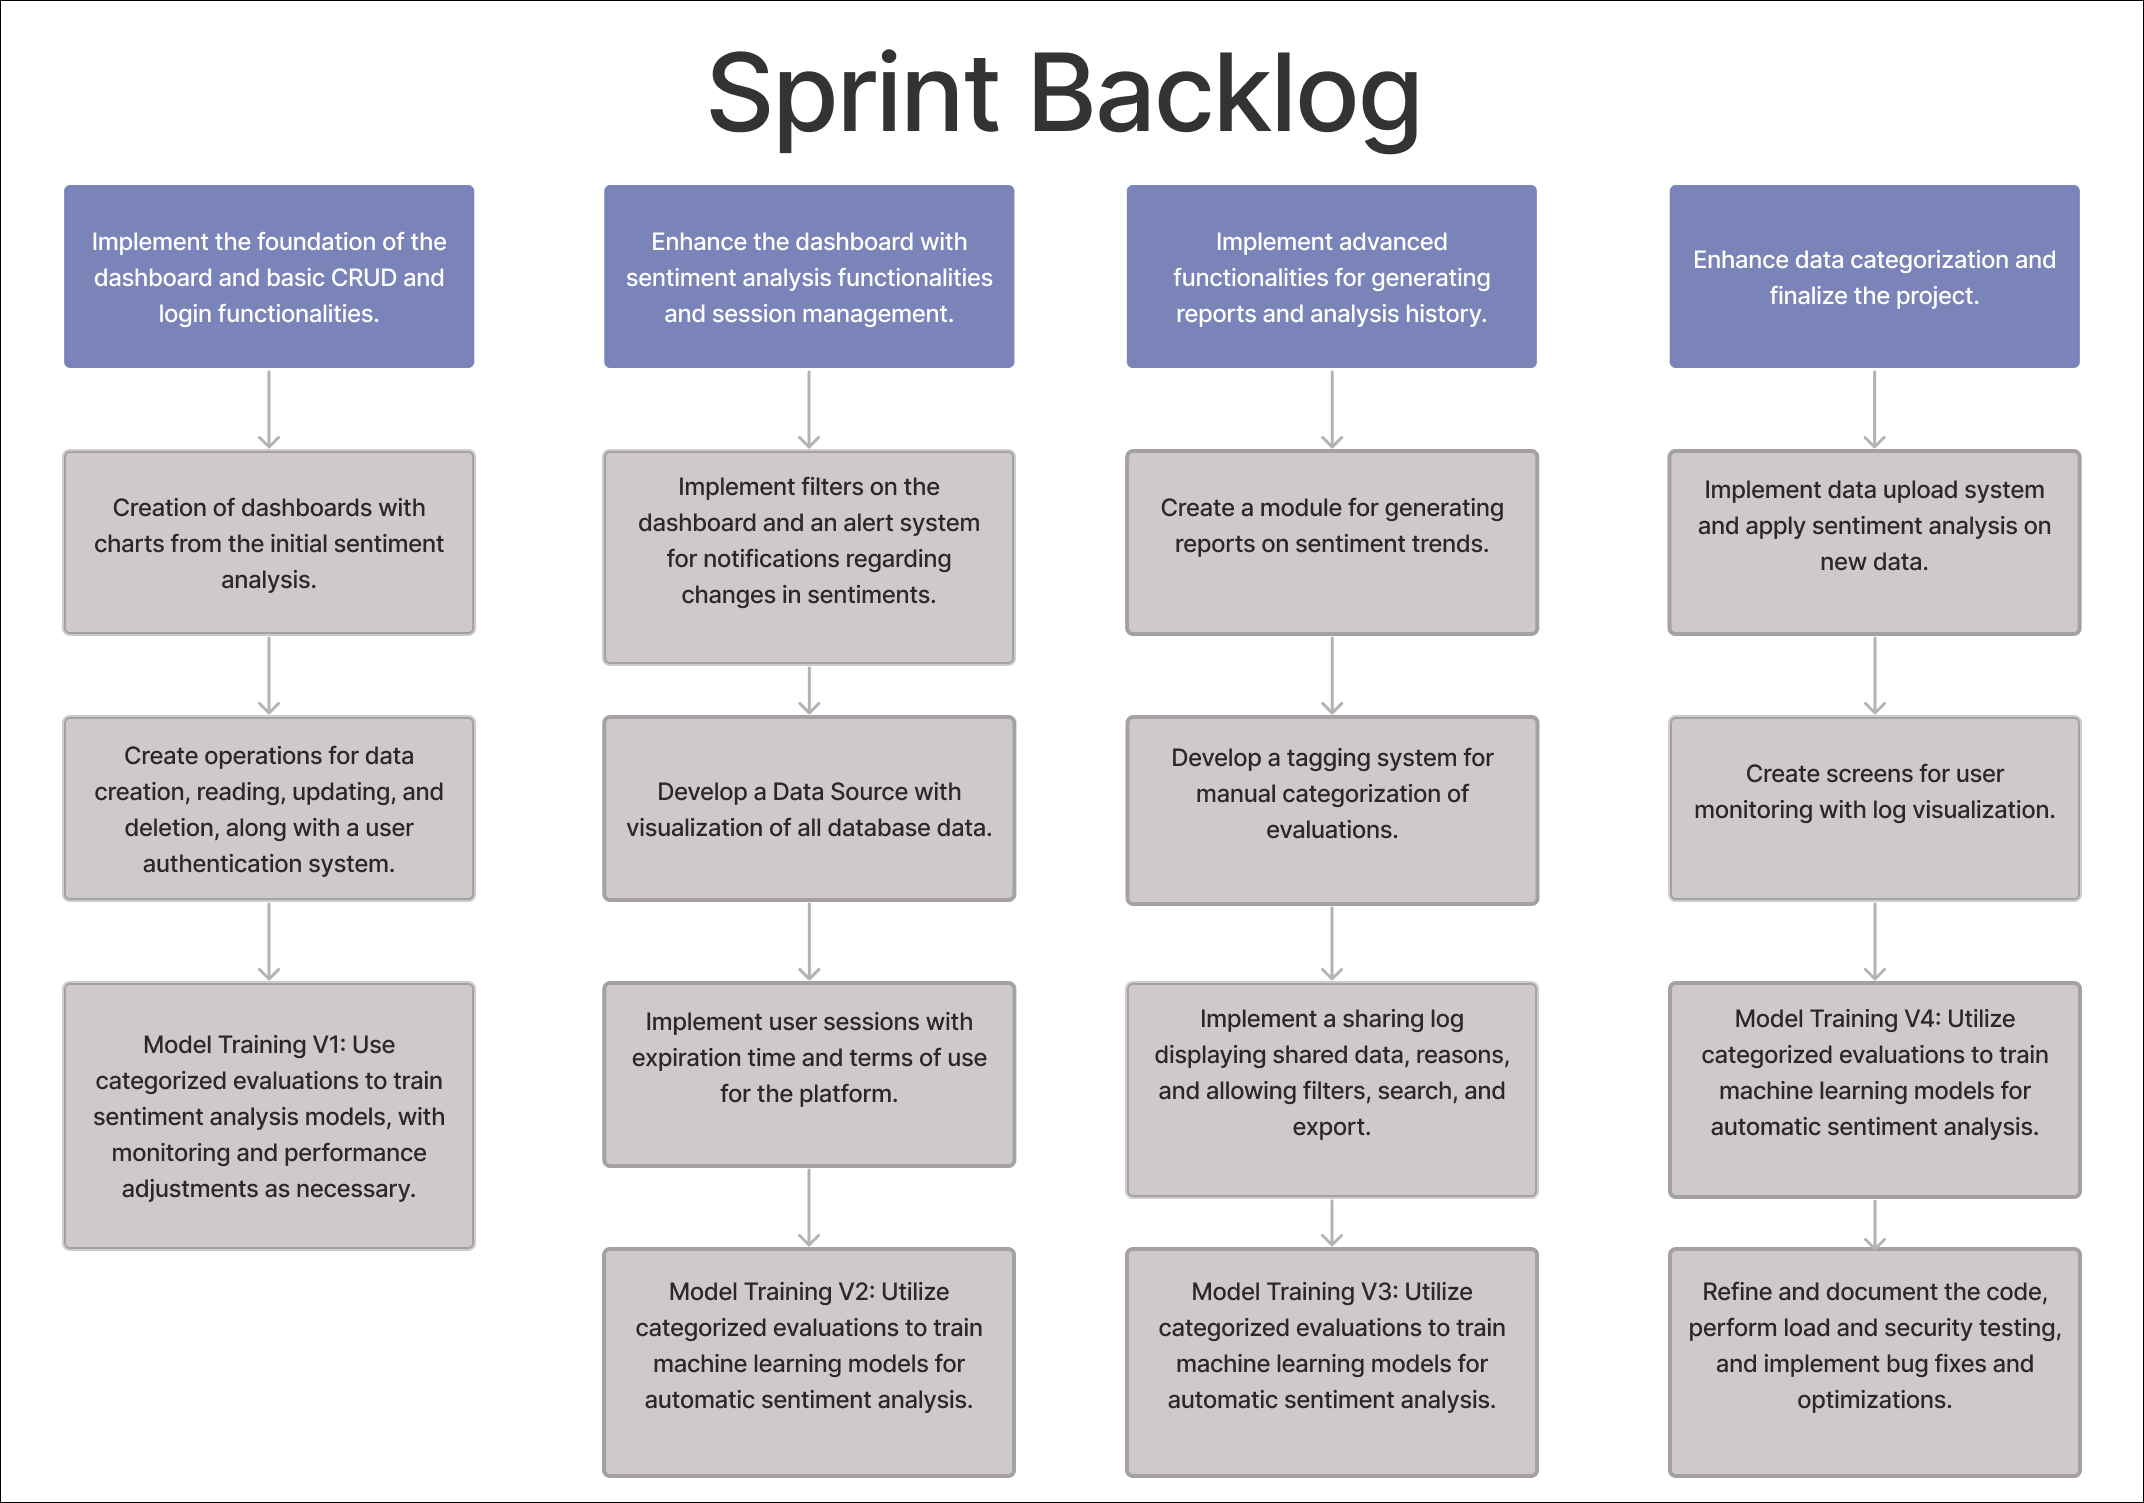 Sprint Backlog
Implement the foundation of the
dashboard and basic CRUD and
login functionalities.
Creation of dashboards with
charts from the initial sentiment
analysis.
Create operations for data
creation, reading, updating, and
deletion, along with a user
authentication system.
Model Training V1: Use
categorized evaluations to train
sentiment analysis models, with
monitoring and performance
adjustments as necessary.
Enhance the dashboard with
sentiment analysis functionalities
and session management.
Implement filters on the
dashboard and an alert system
for notifications regarding
changes in sentiments.
Develop a Data Source with
visualization of all database data.
Implement user sessions with
expiration time and terms of use
for the platform.
Model Training V2: Utilize
categorized evaluations to train
machine learning models for
automatic sentiment analysis.
Implement advanced
functionalities for generating
reports and analysis history.
Create a module for generating
reports on sentiment trends.
Develop a tagging system for
manual categorization of
evaluations.
Implement a sharing log
displaying shared data, reasons,
and allowing filters, search, and
export.
Model Training V3: Utilize
categorized evaluations to train
machine learning models for
automatic sentiment analysis.
Enhance data categorization and
finalize the project.
Implement data upload system
and apply sentiment analysis on
new data.
Create screens for user
monitoring with log visualization.
Model Training V4: Utilize
categorized evaluations to train
machine learning models for
automatic sentiment analysis.
Refine and document the code,
perform load and security testing,
and implement bug fixes and
optimizations.